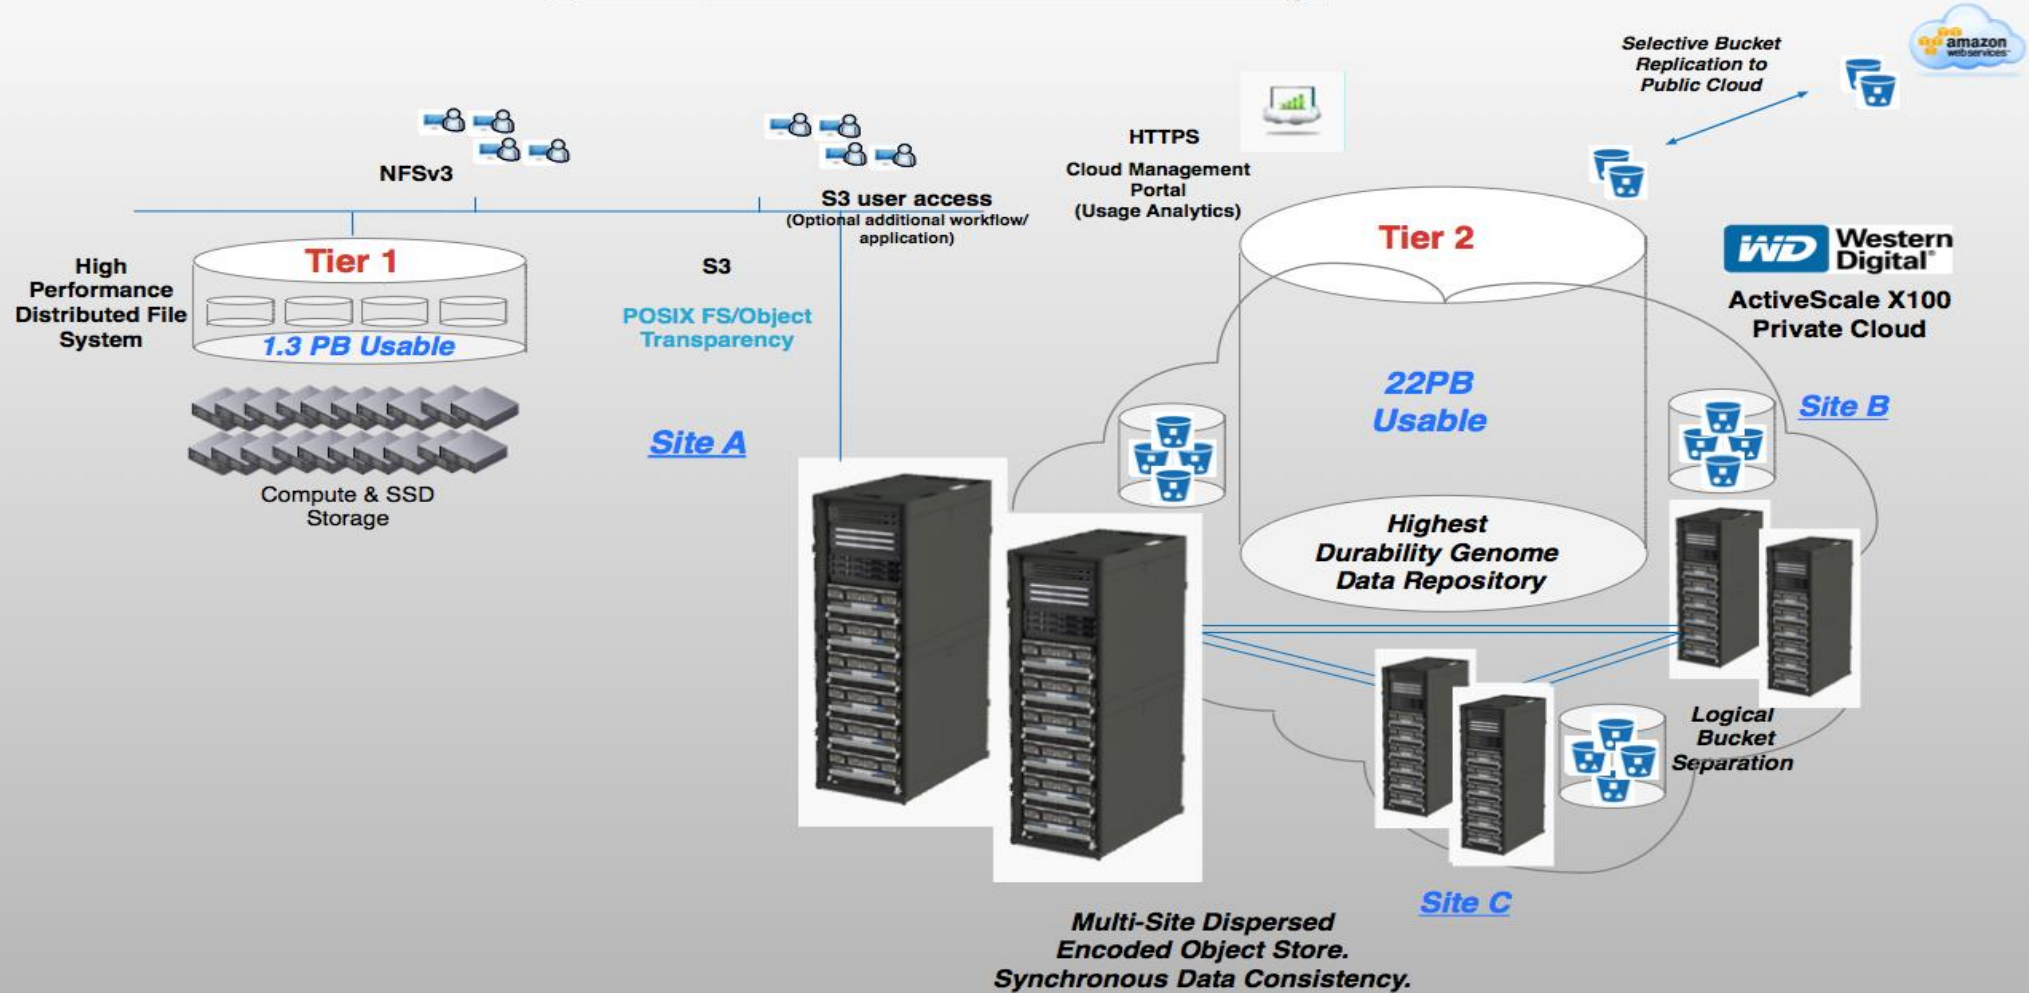 Selective Bucket
Replication to
Public Cloud
amazon
webservices
NFSv3
S3 user access
(Optional additional workflow/
application)
HTTPS
Cloud Management
Portal
(Usage Analytics)
High
Performance
Distributed File
System
Tier 1
1.3 PB Usable
Compute & SSD
Storage
S3
POSIX FS/Object
Transparency
Site A
Tier 2
22PB
Usable
Highest
Durability Genome
Data Repository
WD Western
Digital®
ActiveScale X100
Private Cloud
Site B
Logical
Bucket
Separation
Site C
Multi-Site Dispersed
Encoded Object Store.
Synchronous Data Consistency.